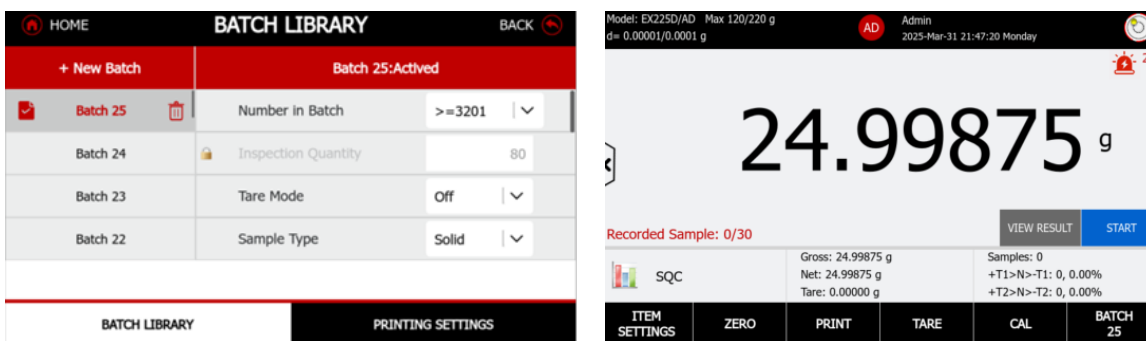 HOME BATCH LIBRARY BACK
+ New Batch Batch 25:Actived
Batch 25 Number in Batch >=3201
Batch 24 Inspection Quantity 80
Batch 23 Tare Mode Off
Batch 22 Sample Type Solid
BATCH LIBRARY PRINTING SETTINGS
Model: EX225D/AD Max 120/220 g
d= 0.00001/0.0001 g
AD
Admin
2025-Mar-31 21:47:20 Monday
24.99875 g
VIEW RESULT START
Recorded Sample: 0/30
SQC
Gross: 24.99875 g
Net: 24.99875 g
Tare: 0.00000 g
Samples: 0
+T1>N>-T1: 0, 0.00%
+T2>N>-T2: 0, 0.00%
ITEM SETTINGS ZERO PRINT TARE CAL BATCH 25